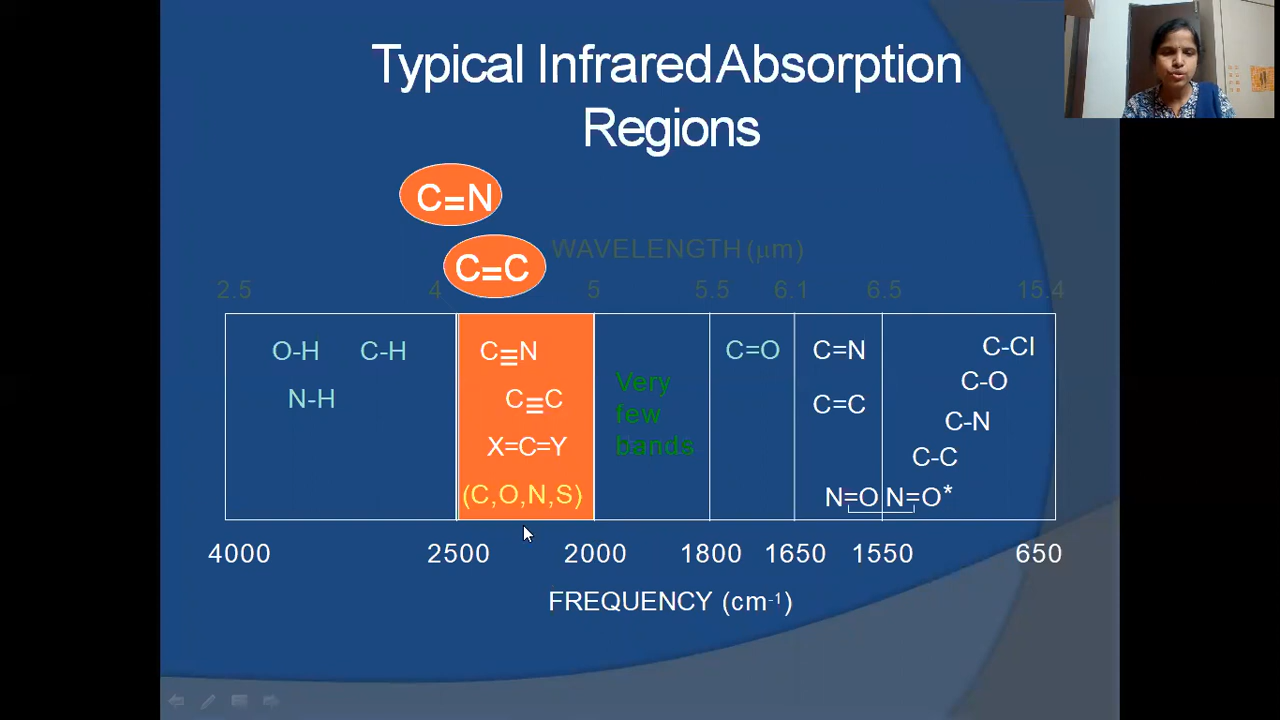 Typical Infrared Absorption
Regions
C=N
C=C
WAVELENGTH (μm)
2.5 4 5 5.5 6.1 6.5 15.4
O-H C-H C≡N C=O C=N C-Cl
N-H C≡C Very few bands C=C C-O
X=C=Y C-N
C-C
(C,O,N,S) N=O N=O*
4000 2500 2000 1800 1650 1550 650
FREQUENCY (cm-1)